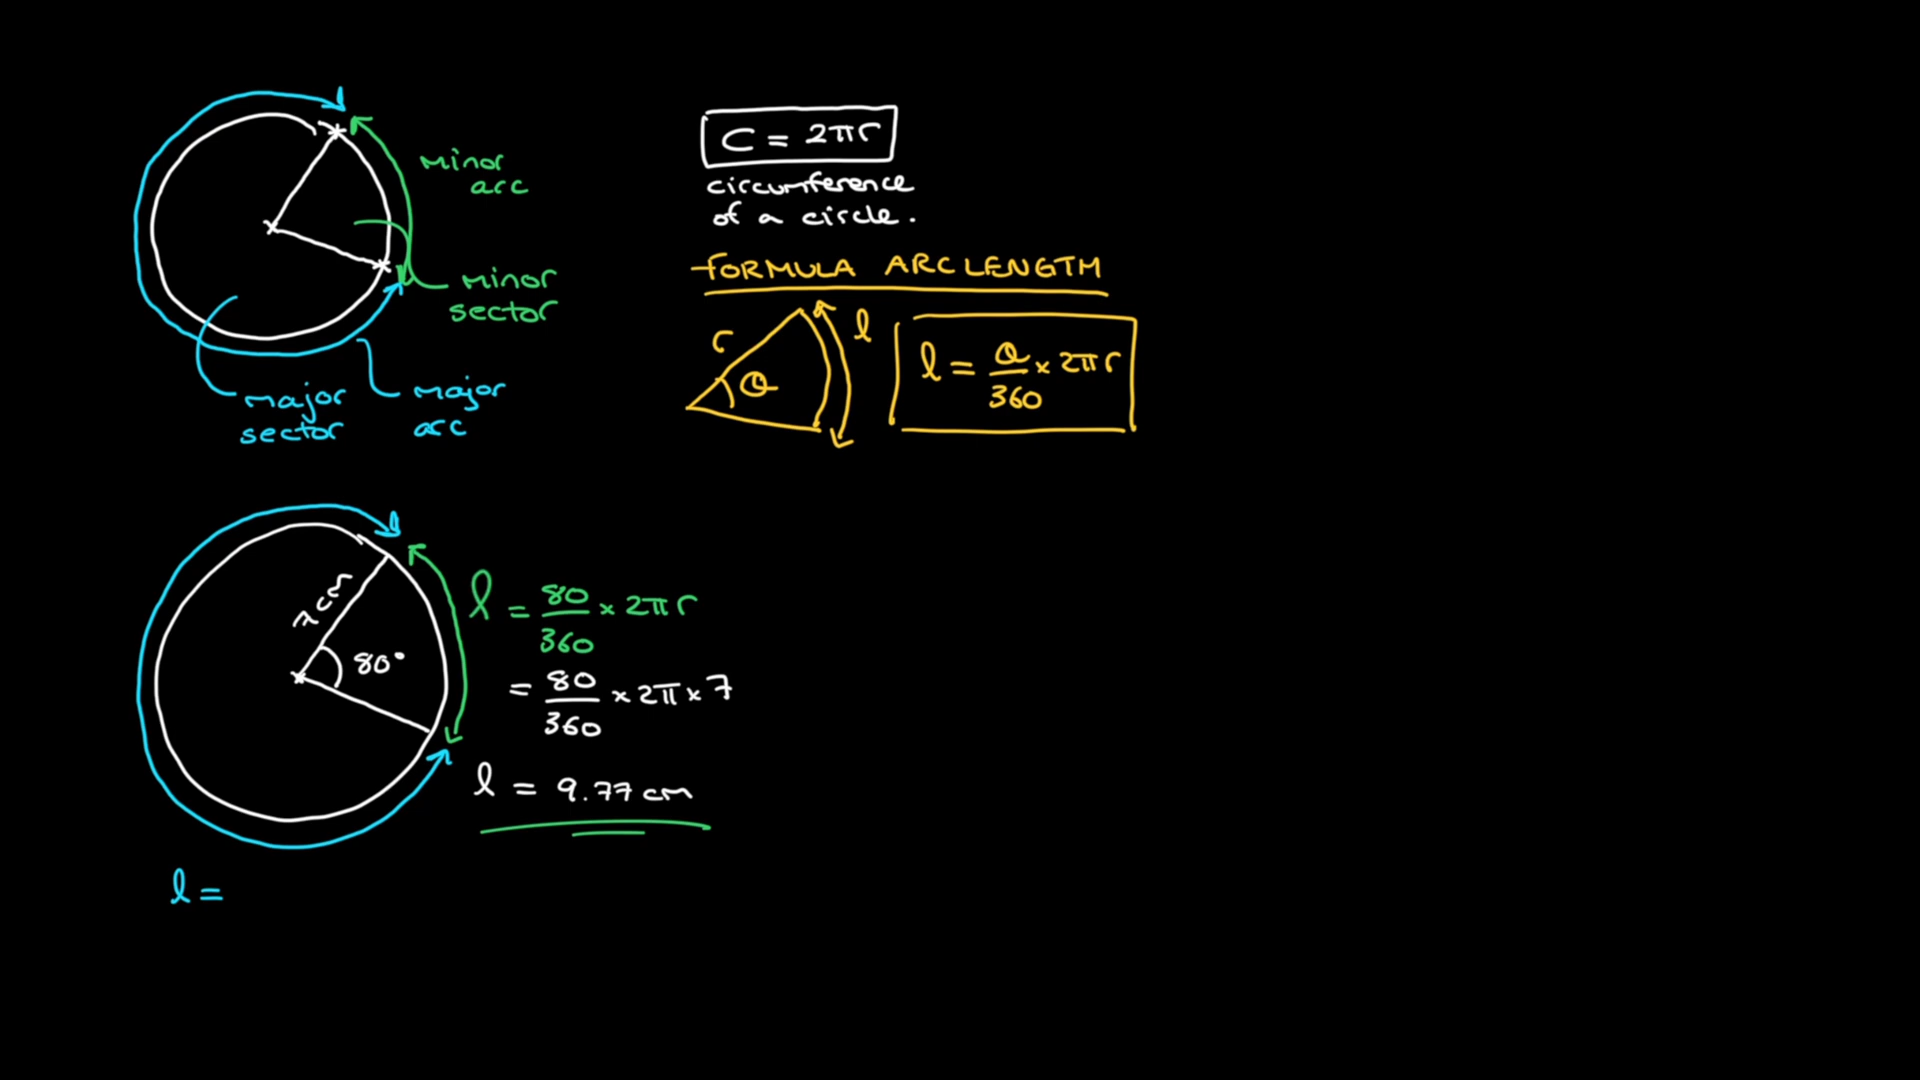 minor
arc
minor
sector
major
sector
major
arc
C = 2πr
circumference
of a circle.
FORMULA ARC LENGTH
r
θ
l
l = θ/360 × 2πr
7cm
80°
l = 80/360 × 2πr
= 80/360 × 2π × 7
l = 9.77 cm
l =